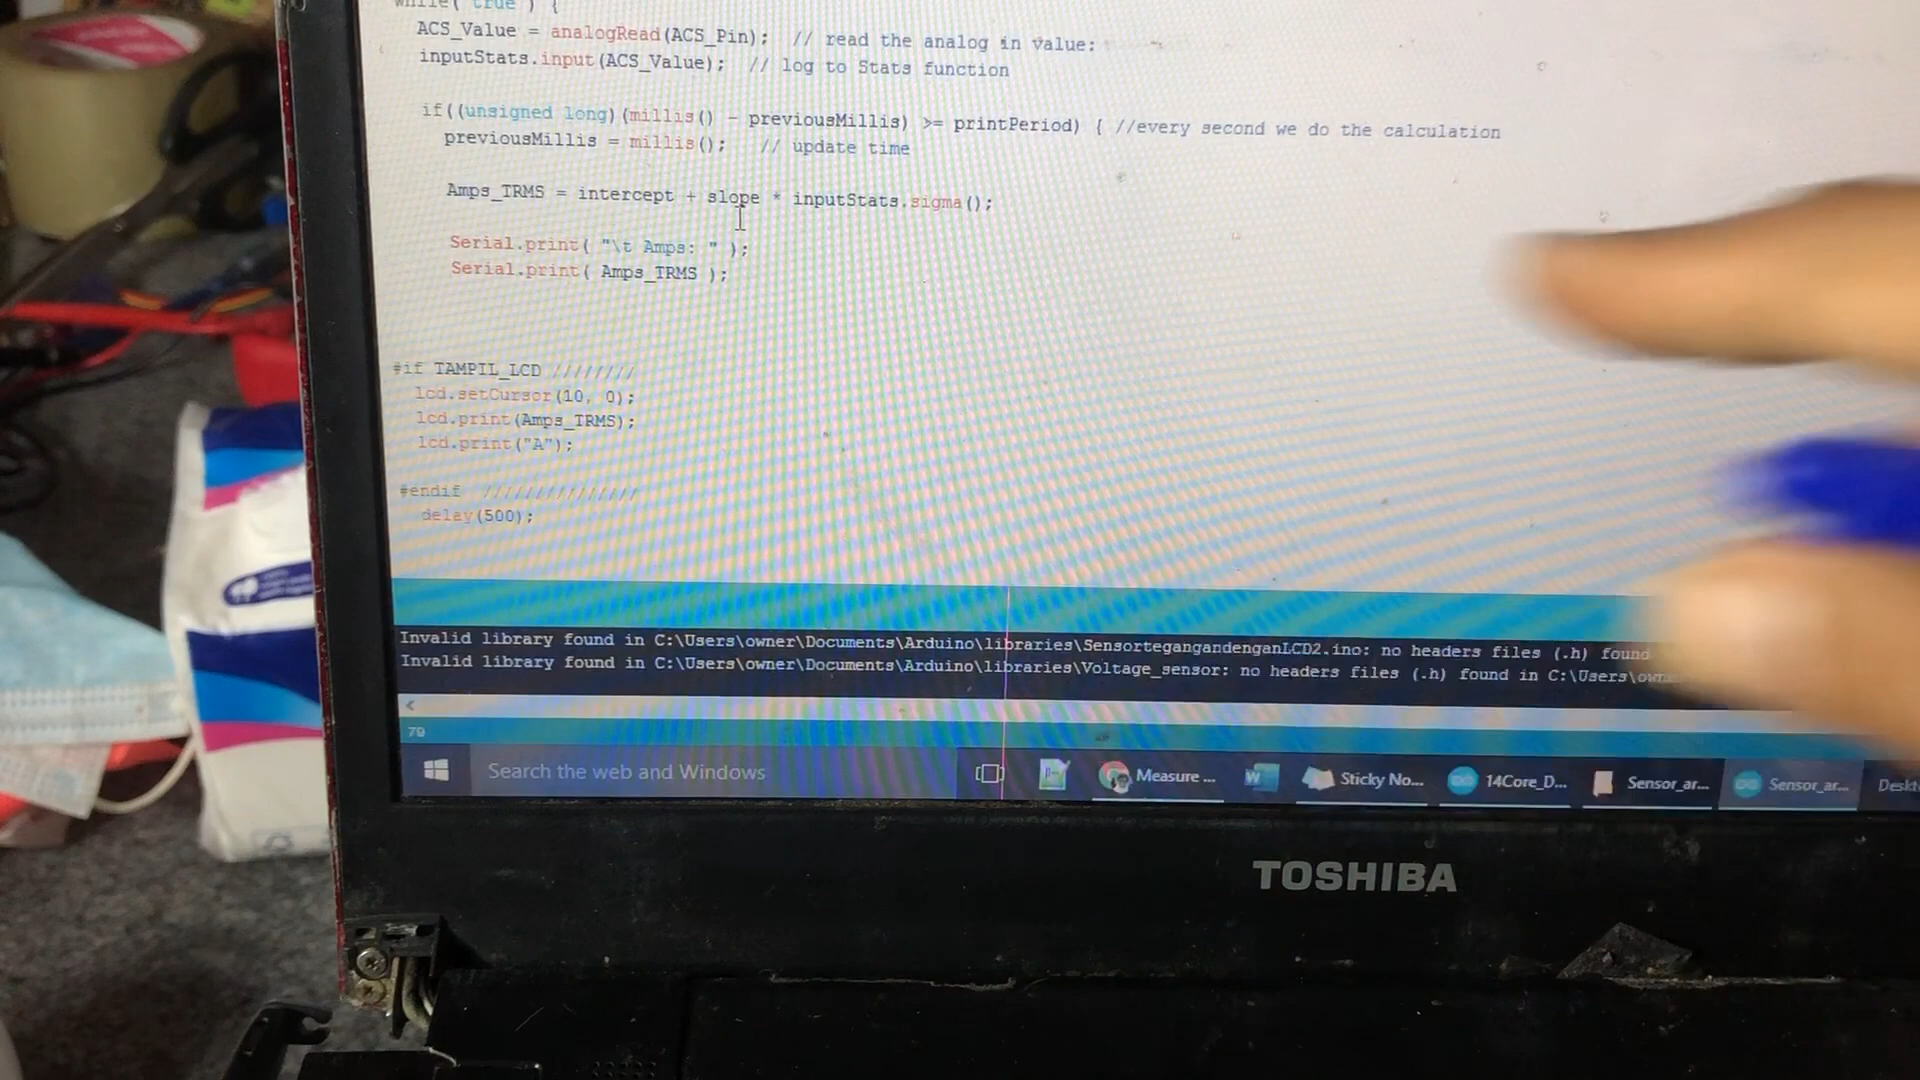 while( true ) {
ACS_Value = analogRead(ACS_Pin);  // read the analog in value:
inputStats.input(ACS_Value);  // log to Stats function
if((unsigned long)(millis() - previousMillis) >= printPeriod) { //every second we do the calculation
previousMillis = millis();   // update time
Amps_TRMS = intercept + slope * inputStats.sigma();
Serial.print( "\t Amps: " );
Serial.print( Amps_TRMS );
#if TAMPIL_LCD ////////
lcd.setCursor(10, 0);
lcd.print(Amps_TRMS);
lcd.print("A");
#endif  ///////////////
delay(500);
Invalid library found in C:\Users\owner\Documents\Arduino\libraries\SensortegangandenganLCD2.ino: no headers files (.h) found
Invalid library found in C:\Users\owner\Documents\Arduino\libraries\Voltage_sensor: no headers files (.h) found in C:\Users\
79
Search the web and Windows
Measure ...
Sticky No...
14Core_D...
Sensor_ar...
Sensor_ar...
TOSHIBA